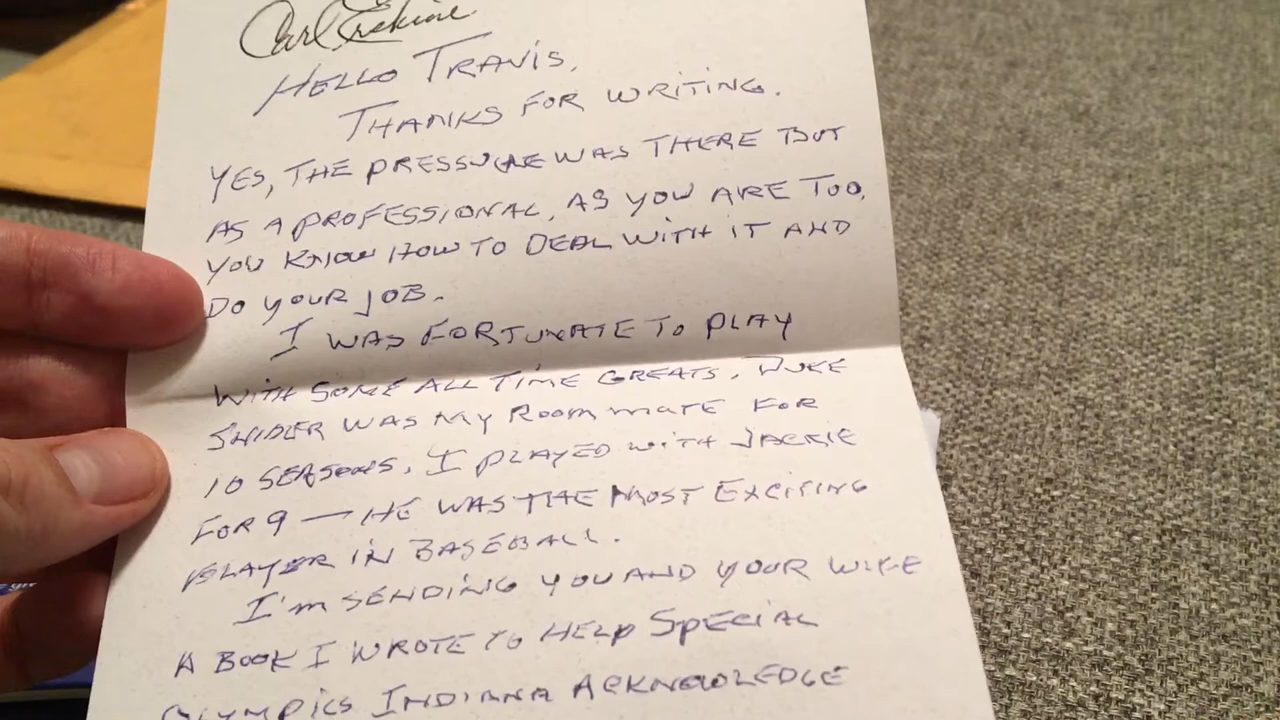 Carl Erskine
HELLO TRAVIS,
THANKS FOR WRITING.
YES, THE PRESSURE WAS THERE BUT
AS A PROFESSIONAL, AS YOU ARE TOO,
YOU KNOW HOW TO DEAL WITH IT AND
DO YOUR JOB.
I WAS FORTUNATE TO PLAY
WITH SOME ALL TIME GREATS. DUKE
SNIDER WAS MY ROOM MATE FOR
10 SEASONS. I PLAYED WITH JACKIE
FOR 9 — HE WAS THE MOST EXCITING
PLAYER IN BASEBALL.
I'm SENDING YOU AND YOUR WIFE
A BOOK I WROTE TO HELP SPECIAL
OLYMPICS INDIANA ACKNOWLEDGE